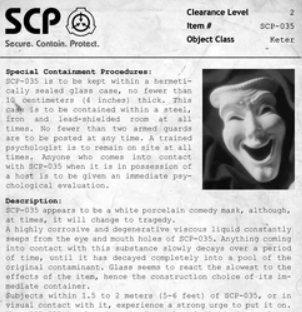 SCP
Secure. Contain. Protect.
Clearance Level 2
Item # SCP-035
Object Class Keter
Special Containment Procedures:
SCP-035 is to be kept within a hermeti-
cally sealed glass case, no fewer than
10 centimeters (4 inches) thick. This
case is to be contained within a steel,
iron and lead-shielded room at all
times. No fewer than two armed guards
are to be posted at any time. A trained
psychologist is to remain on site at all
times. Anyone who comes into contact
with SCP-035 when it is in possession of
a host is to be given an immediate psy-
chological evaluation.
Description:
SCP-035 appears to be a white porcelain comedy mask, although,
at times, it will change to tragedy.
A highly corrosive and degenerative viscous liquid constantly
seeps from the eye and mouth holes of SCP-035. Anything coming
into contact with this substance slowly decays over a period
of time, until it has decayed completely into a pool of the
original contaminant. Glass seems to react the slowest to the
effects of the item, hence the construction choice of its im-
mediate container.
Subjects within 1.5 to 2 meters (5-6 feet) of SCP-035, or in
visual contact with it, experience a strong urge to put it on.